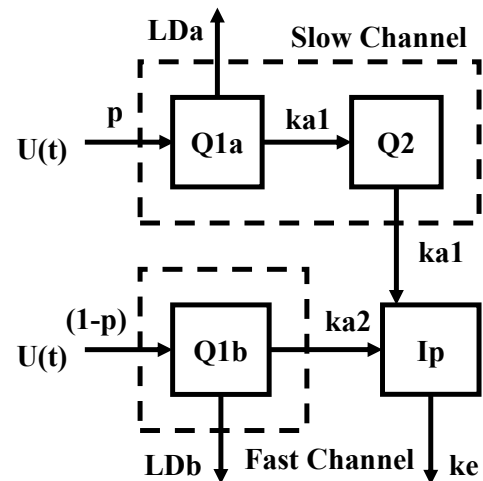 LDa
Slow Channel
p
U(t)
Q1a
ka1
Q2
ka1
(1-p)
U(t)
Q1b
ka2
Ip
LDb
Fast Channel
ke